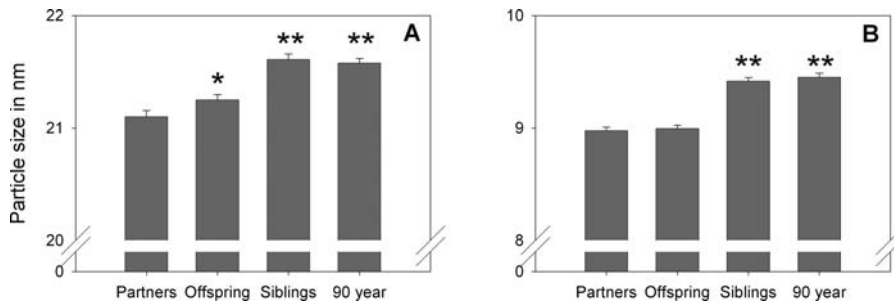 Particle size in nm
22
21
20
0
A
*
**
**
Partners Offspring Siblings 90 year
10
9
8
0
B
**
**
Partners Offspring Siblings 90 year